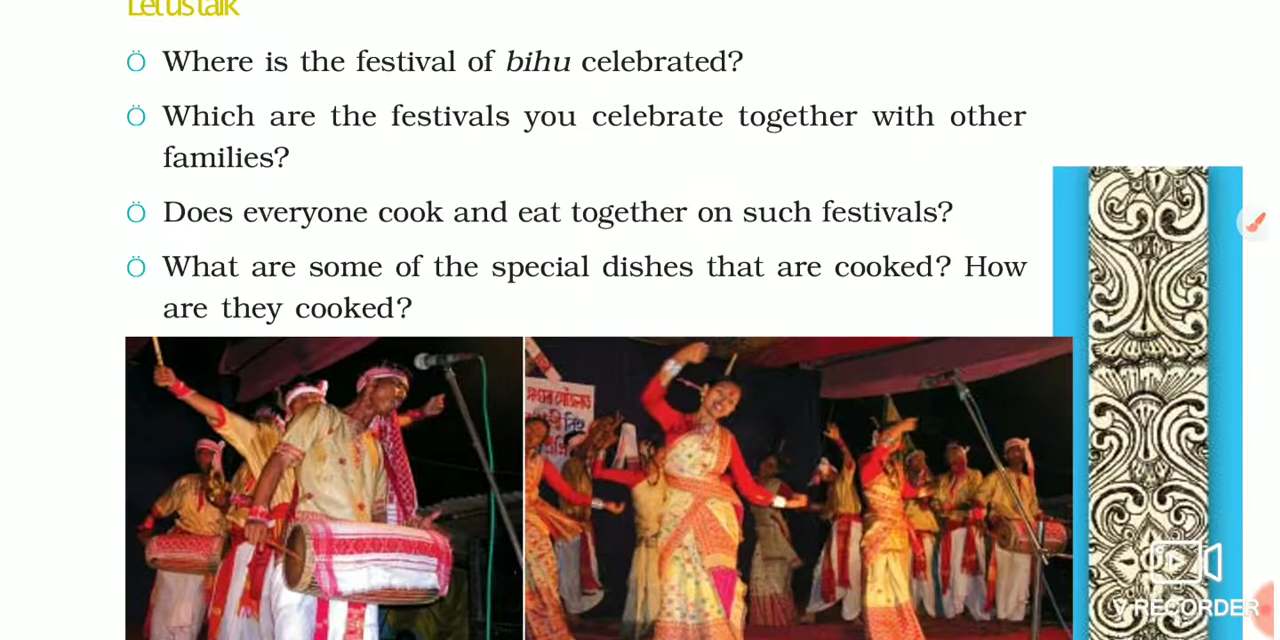 Let us talk
Ö Where is the festival of bihu celebrated?
Ö Which are the festivals you celebrate together with other
families?
Ö Does everyone cook and eat together on such festivals?
Ö What are some of the special dishes that are cooked? How
are they cooked?
V RECORDER